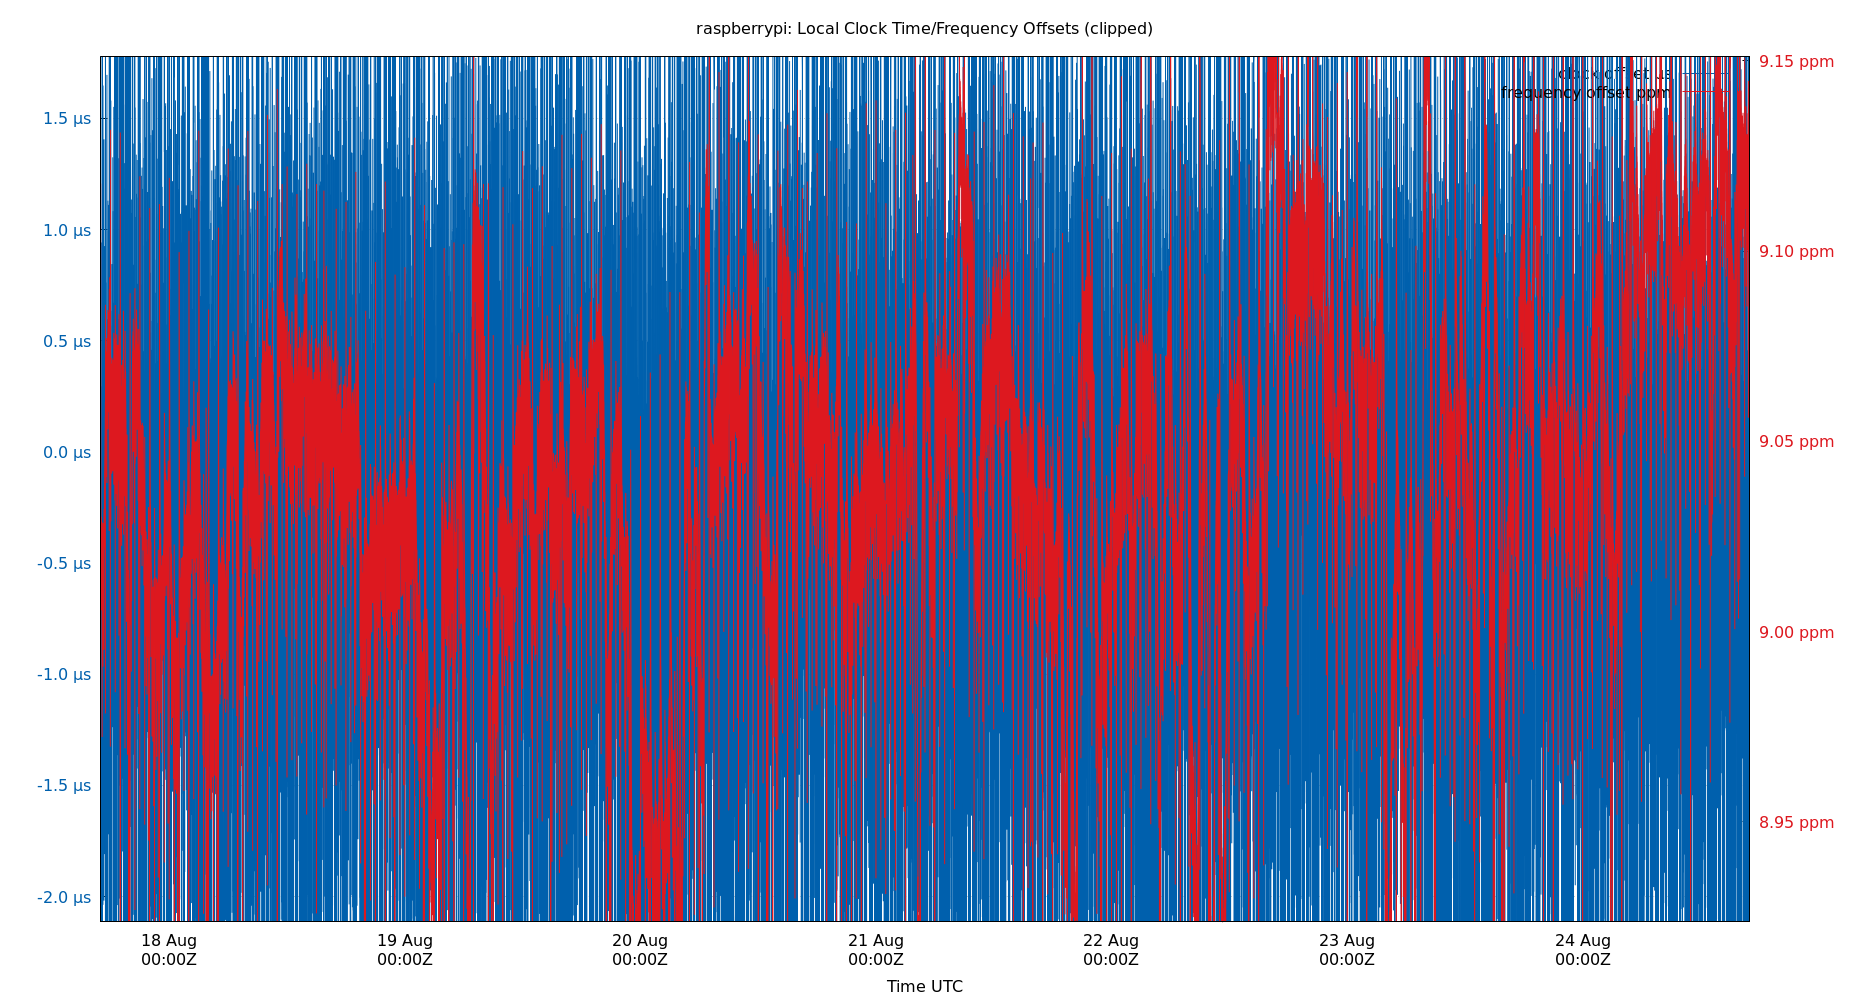 raspberrypi: Local Clock Time/Frequency Offsets (clipped)
clock offset µs
frequency offset ppm
1.5 µs
1.0 µs
0.5 µs
0.0 µs
-0.5 µs
-1.0 µs
-1.5 µs
-2.0 µs
9.15 ppm
9.10 ppm
9.05 ppm
9.00 ppm
8.95 ppm
18 Aug
00:00Z
19 Aug
00:00Z
20 Aug
00:00Z
21 Aug
00:00Z
22 Aug
00:00Z
23 Aug
00:00Z
24 Aug
00:00Z
Time UTC